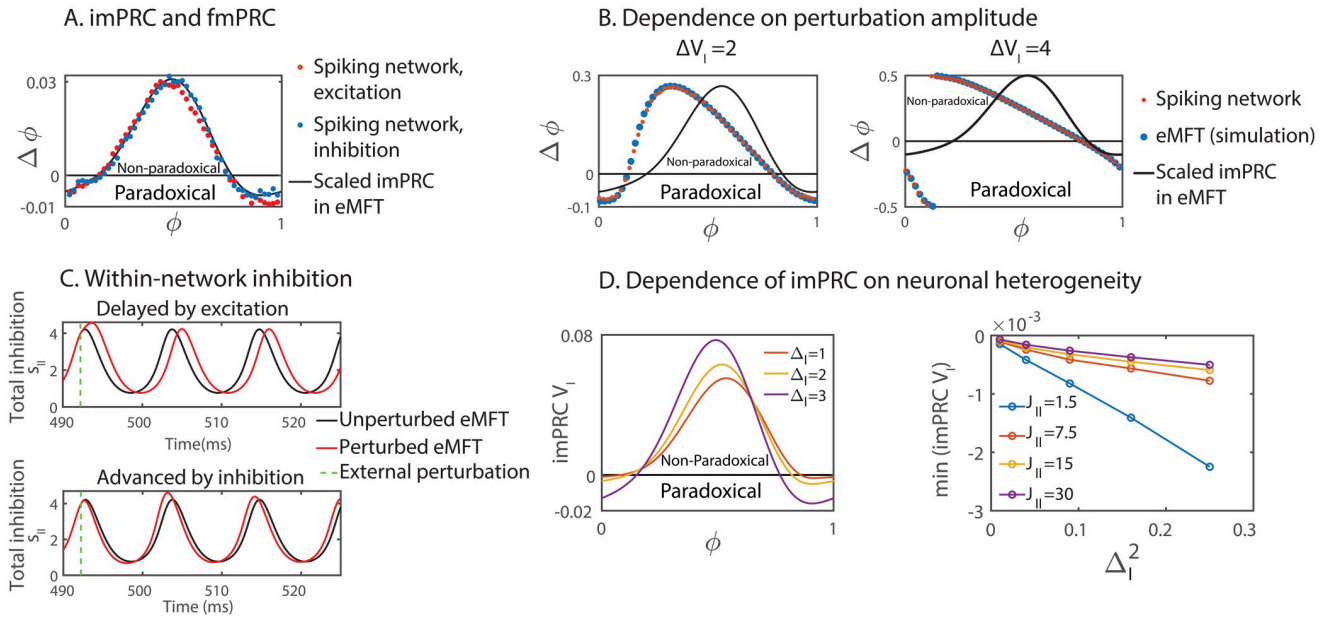 A. imPRC and fmPRC
0.03
0
-0.01
Δ ϕ
0
1
ϕ
Non-paradoxical
Paradoxical
Spiking network,
excitation
Spiking network,
inhibition
Scaled imPRC
in eMFT
B. Dependence on perturbation amplitude
ΔV_I=2
0.3
0
-0.1
Δ ϕ
0
1
ϕ
Non-paradoxical
Paradoxical
ΔV_I=4
0.5
0
-0.5
Δ ϕ
0
1
ϕ
Non-paradoxical
Paradoxical
Spiking network
eMFT (simulation)
Scaled imPRC
in eMFT
C. Within-network inhibition
Delayed by excitation
Total inhibition
s_II
4
2
0
490
500
510
520
Time(ms)
Unperturbed eMFT
Perturbed eMFT
External perturbation
Advanced by inhibition
Total inhibition
s_II
4
2
0
490
500
510
520
Time (ms)
D. Dependence of imPRC on neuronal heterogeneity
imPRC V_I
0.08
0
-0.02
0
1
ϕ
Δ_I=1
Δ_I=2
Δ_I=3
Non-Paradoxical
Paradoxical
×10^-3
min (imPRC V_I)
0
-1
-2
-3
J_II=1.5
J_II=7.5
J_II=15
J_II=30
0
0.1
0.2
0.3
Δ_I^2